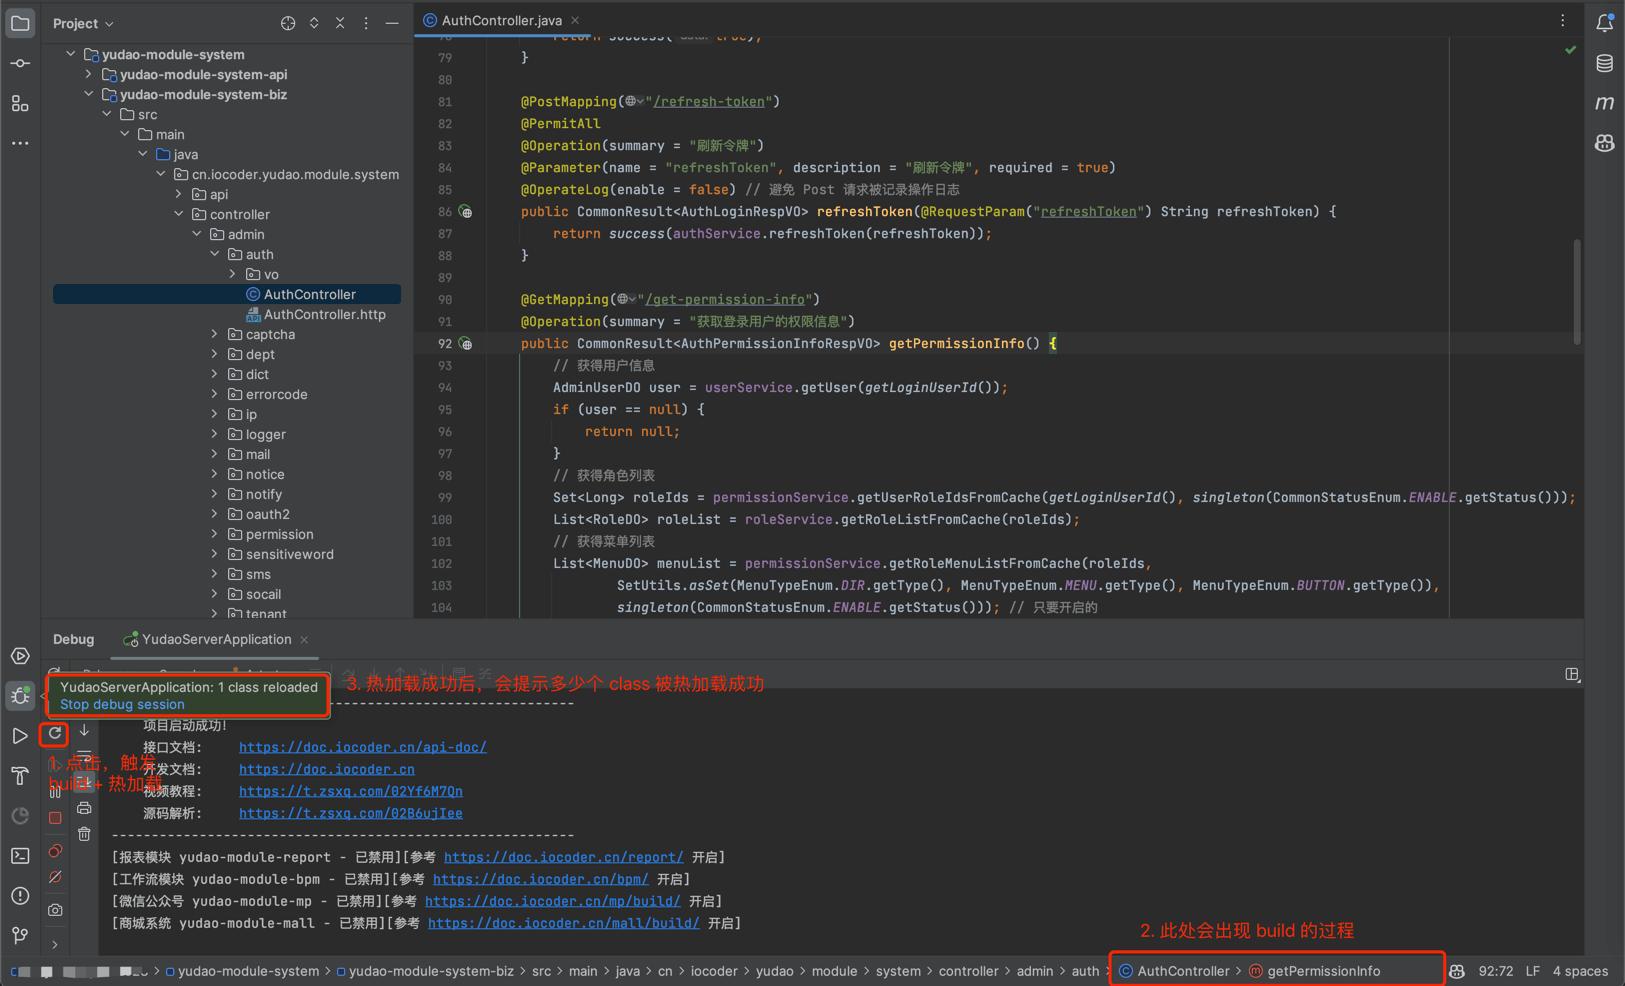 Project
AuthController.java
yudao-module-system
yudao-module-system-api
yudao-module-system-biz
src
main
java
cn.iocoder.yudao.module.system
api
controller
admin
auth
vo
AuthController
AuthController.http
captcha
dept
dict
errorcode
ip
logger
mail
notice
notify
oauth2
permission
sensitiveword
sms
socail
tenant
79 }
80
81 @PostMapping("/refresh-token")
82 @PermitAll
83 @Operation(summary = "刷新令牌")
84 @Parameter(name = "refreshToken", description = "刷新令牌", required = true)
85 @OperateLog(enable = false) // 避免 Post 请求被记录操作日志
86 public CommonResult<AuthLoginRespVO> refreshToken(@RequestParam("refreshToken") String refreshToken) {
87 return success(authService.refreshToken(refreshToken));
88 }
89
90 @GetMapping("/get-permission-info")
91 @Operation(summary = "获取登录用户的权限信息")
92 public CommonResult<AuthPermissionInfoRespVO> getPermissionInfo() {
93 // 获得用户信息
94 AdminUserDO user = userService.getUser(getLoginUserId());
95 if (user == null) {
96 return null;
97 }
98 // 获得角色列表
99 Set<Long> roleIds = permissionService.getUserRoleIdsFromCache(getLoginUserId(), singleton(CommonStatusEnum.ENABLE.getStatus()));
100 List<RoleDO> roleList = roleService.getRoleListFromCache(roleIds);
101 // 获得菜单列表
102 List<MenuDO> menuList = permissionService.getRoleMenuListFromCache(roleIds,
103 SetUtils.asSet(MenuTypeEnum.DIR.getType(), MenuTypeEnum.MENU.getType(), MenuTypeEnum.BUTTON.getType()),
104 singleton(CommonStatusEnum.ENABLE.getStatus())); // 只要开启的
Debug YudaoServerApplication
YudaoServerApplication: 1 class reloaded
Stop debug session
3. 热加载成功后，会提示多少个 class 被热加载成功
----------------------------------------------------------
项目启动成功!
接口文档: https://doc.iocoder.cn/api-doc/
开发文档: https://doc.iocoder.cn
视频教程: https://t.zsxq.com/02Yf6M7Qn
源码解析: https://t.zsxq.com/02B6ujIee
----------------------------------------------------------
1. 点击，触发
build + 热加载
[报表模块 yudao-module-report - 已禁用][参考 https://doc.iocoder.cn/report/ 开启]
[工作流模块 yudao-module-bpm - 已禁用][参考 https://doc.iocoder.cn/bpm/ 开启]
[微信公众号 yudao-module-mp - 已禁用][参考 https://doc.iocoder.cn/mp/build/ 开启]
[商城系统 yudao-module-mall - 已禁用][参考 https://doc.iocoder.cn/mall/build/ 开启]
2. 此处会出现 build 的过程
yudao-module-system > yudao-module-system-biz > src > main > java > cn > iocoder > yudao > module > system > controller > admin > auth > AuthController > getPermissionInfo 92:72 LF 4 spaces